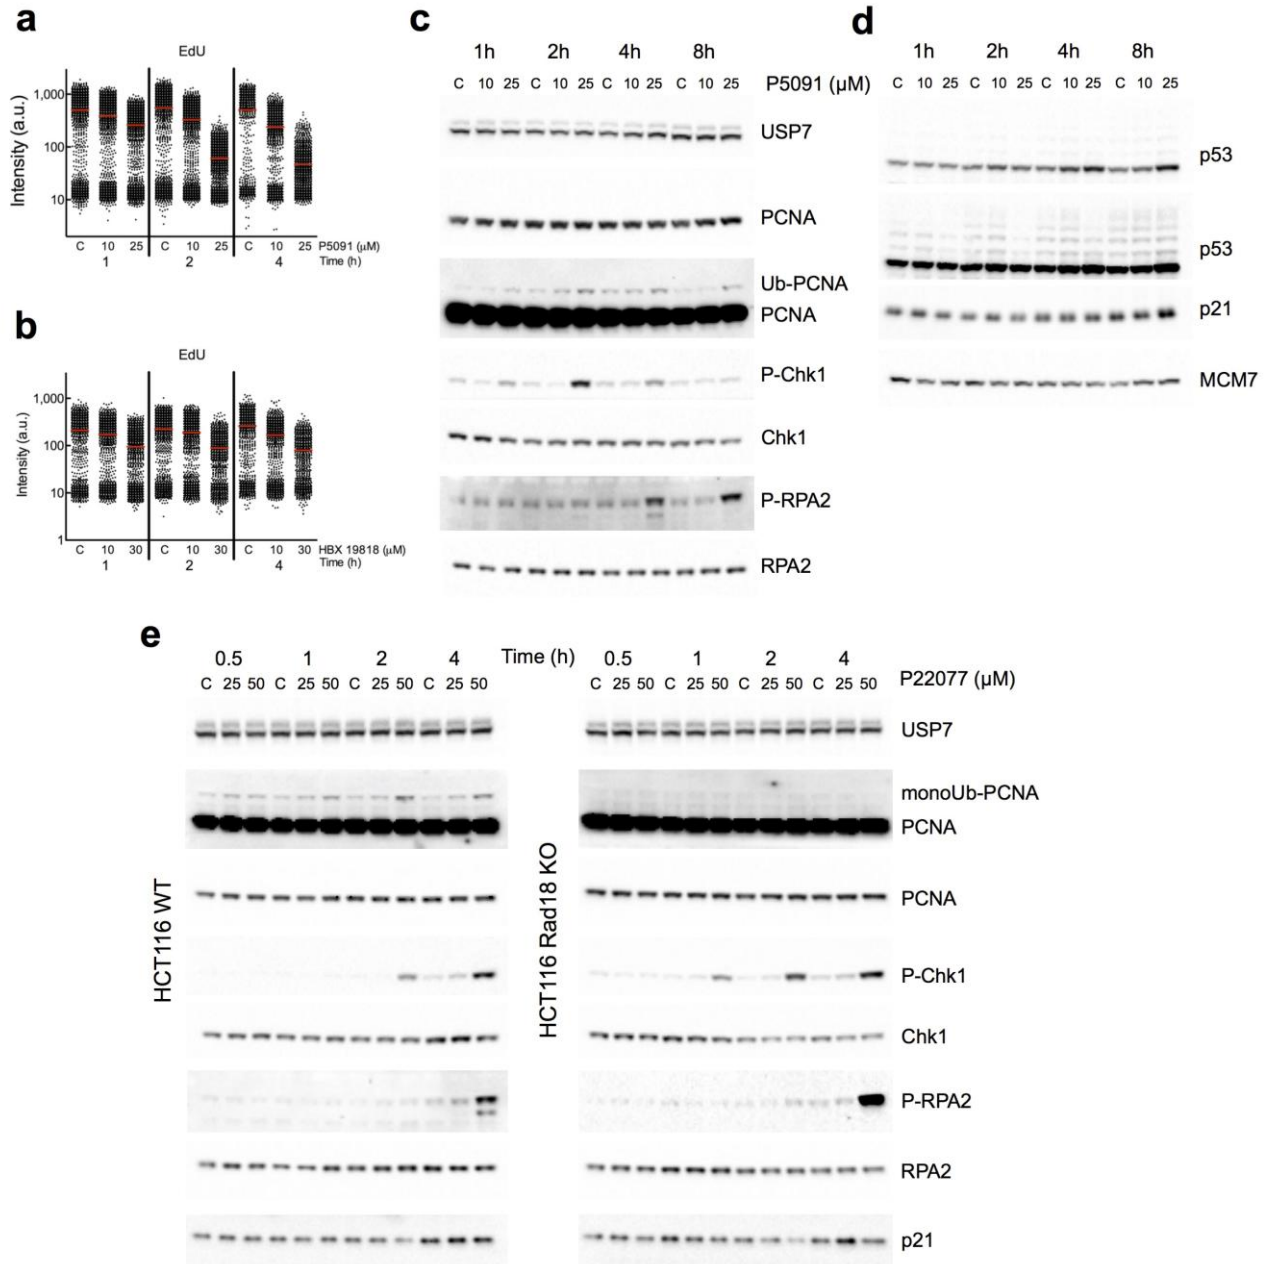 a
EdU
Intensity (a.u.)
1,000
100
10
C 10 25 C 10 25 C 10 25 P5091 (µM)
1 2 4 Time (h)
b
EdU
Intensity (a.u.)
1,000
100
10
1
C 10 30 C 10 30 C 10 30 HBX 19818 (µM)
1 2 4 Time (h)
c
1h 2h 4h 8h
C 10 25 C 10 25 C 10 25 C 10 25 P5091 (µM)
USP7
PCNA
Ub-PCNA
PCNA
P-Chk1
Chk1
P-RPA2
RPA2
d
1h 2h 4h 8h
C 10 25 C 10 25 C 10 25 C 10 25
p53
p53
p21
MCM7
e
0.5 1 2 4 Time (h) 0.5 1 2 4
C 25 50 C 25 50 C 25 50 C 25 50 C 25 50 C 25 50 C 25 50 C 25 50 P22077 (µM)
HCT116 WT
HCT116 Rad18 KO
USP7
monoUb-PCNA
PCNA
PCNA
P-Chk1
Chk1
P-RPA2
RPA2
p21